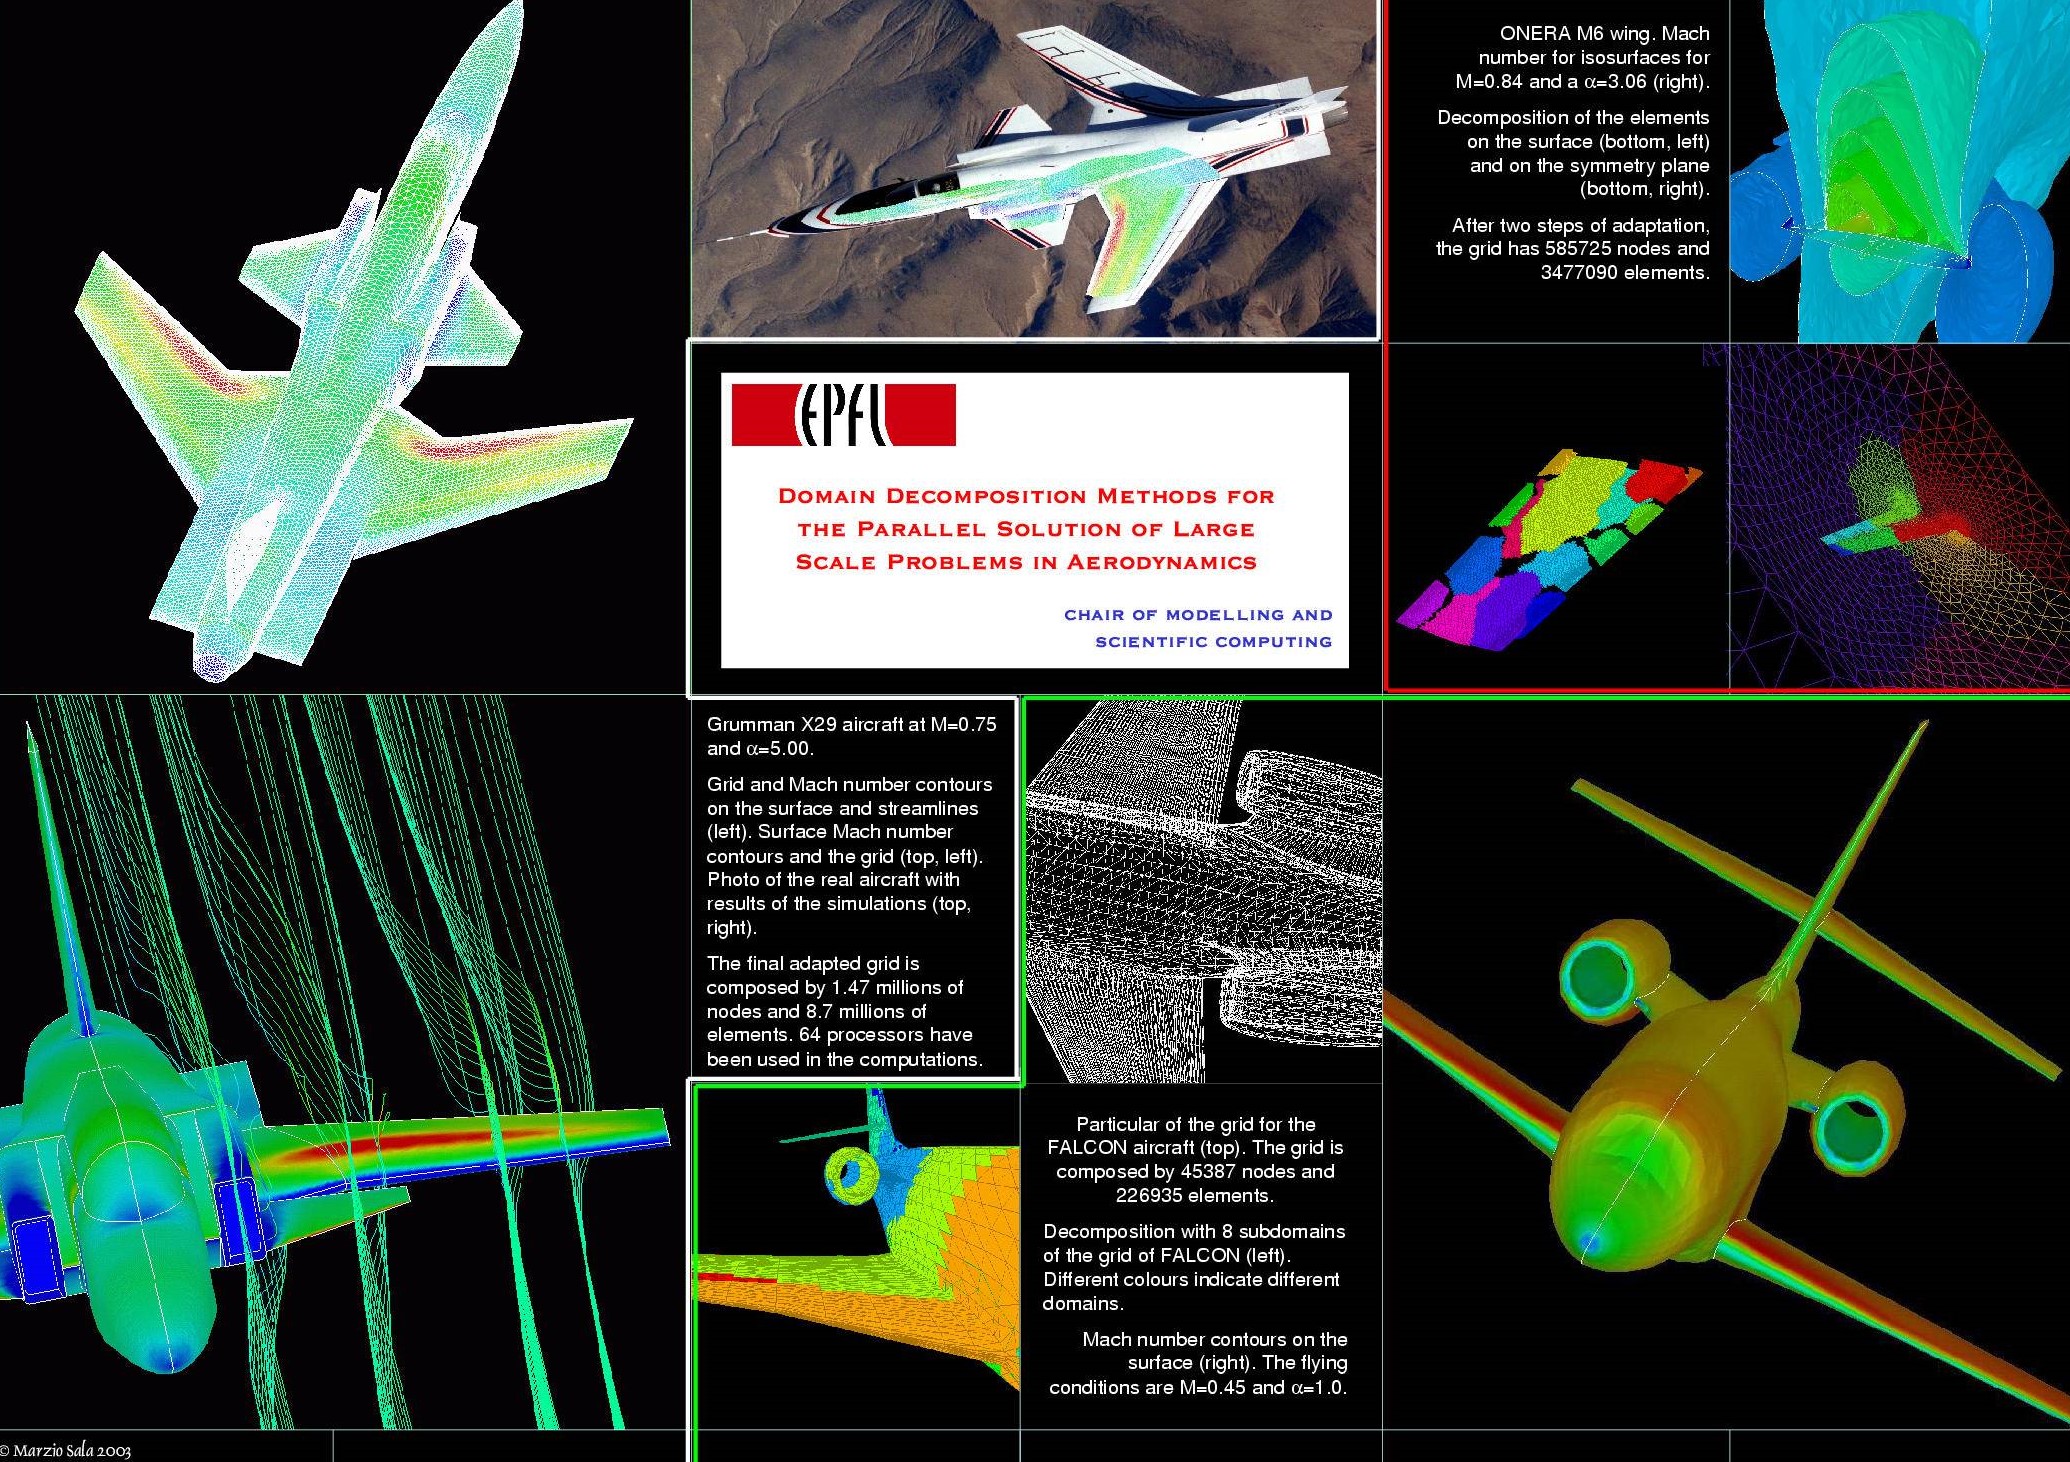 ONERA M6 wing. Mach
number for isosurfaces for
M=0.84 and a α=3.06 (right).
Decomposition of the elements
on the surface (bottom, left)
and on the symmetry plane
(bottom, right).
After two steps of adaptation,
the grid has 585725 nodes and
3477090 elements.
EPFL
DOMAIN DECOMPOSITION METHODS FOR
THE PARALLEL SOLUTION OF LARGE
SCALE PROBLEMS IN AERODYNAMICS
CHAIR OF MODELLING AND
SCIENTIFIC COMPUTING
Grumman X29 aircraft at M=0.75
and α=5.00.
Grid and Mach number contours
on the surface and streamlines
(left). Surface Mach number
contours and the grid (top, left).
Photo of the real aircraft with
results of the simulations (top,
right).
The final adapted grid is
composed by 1.47 millions of
nodes and 8.7 millions of
elements. 64 processors have
been used in the computations.
Particular of the grid for the
FALCON aircraft (top). The grid is
composed by 45387 nodes and
226935 elements.
Decomposition with 8 subdomains
of the grid of FALCON (left).
Different colours indicate different
domains.
Mach number contours on the
surface (right). The flying
conditions are M=0.45 and α=1.0.
© Marzio Sala 2003